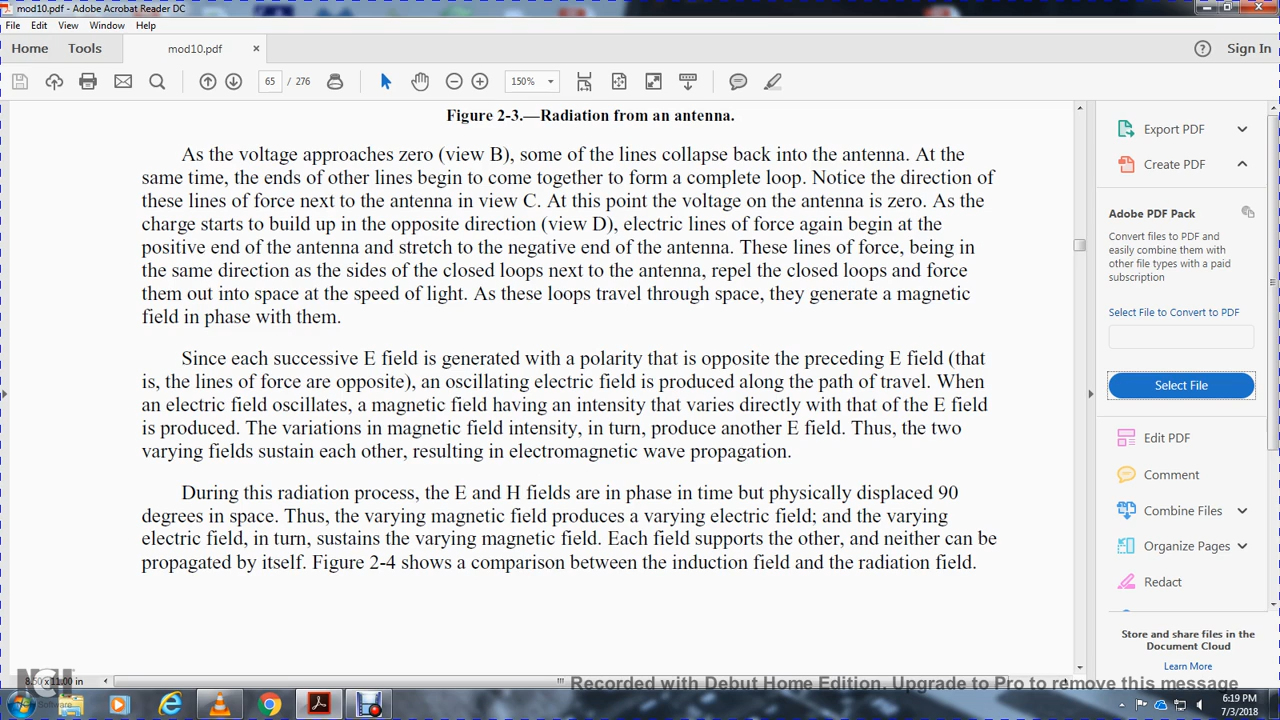 mod10.pdf - Adobe Acrobat Reader DC
File Edit View Window Help
Home Tools mod10.pdf × Sign In
65 / 276 150%
Figure 2-3.—Radiation from an antenna.
As the voltage approaches zero (view B), some of the lines collapse back into the antenna. At the
same time, the ends of other lines begin to come together to form a complete loop. Notice the direction of
these lines of force next to the antenna in view C. At this point the voltage on the antenna is zero. As the
charge starts to build up in the opposite direction (view D), electric lines of force again begin at the
positive end of the antenna and stretch to the negative end of the antenna. These lines of force, being in
the same direction as the sides of the closed loops next to the antenna, repel the closed loops and force
them out into space at the speed of light. As these loops travel through space, they generate a magnetic
field in phase with them.
Since each successive E field is generated with a polarity that is opposite the preceding E field (that
is, the lines of force are opposite), an oscillating electric field is produced along the path of travel. When
an electric field oscillates, a magnetic field having an intensity that varies directly with that of the E field
is produced. The variations in magnetic field intensity, in turn, produce another E field. Thus, the two
varying fields sustain each other, resulting in electromagnetic wave propagation.
During this radiation process, the E and H fields are in phase in time but physically displaced 90
degrees in space. Thus, the varying magnetic field produces a varying electric field; and the varying
electric field, in turn, sustains the varying magnetic field. Each field supports the other, and neither can be
propagated by itself. Figure 2-4 shows a comparison between the induction field and the radiation field.
Export PDF
Create PDF
Adobe PDF Pack
Convert files to PDF and
easily combine them with
other file types with a paid
subscription
Select File to Convert to PDF
Select File
Edit PDF
Comment
Combine Files
Organize Pages
Redact
Store and share files in the
Document Cloud
Learn More
8.50 x 11.00 in
NCH
Software
Recorded with Debut Home Edition. Upgrade to Pro to remove this message
6:19 PM
7/3/2018